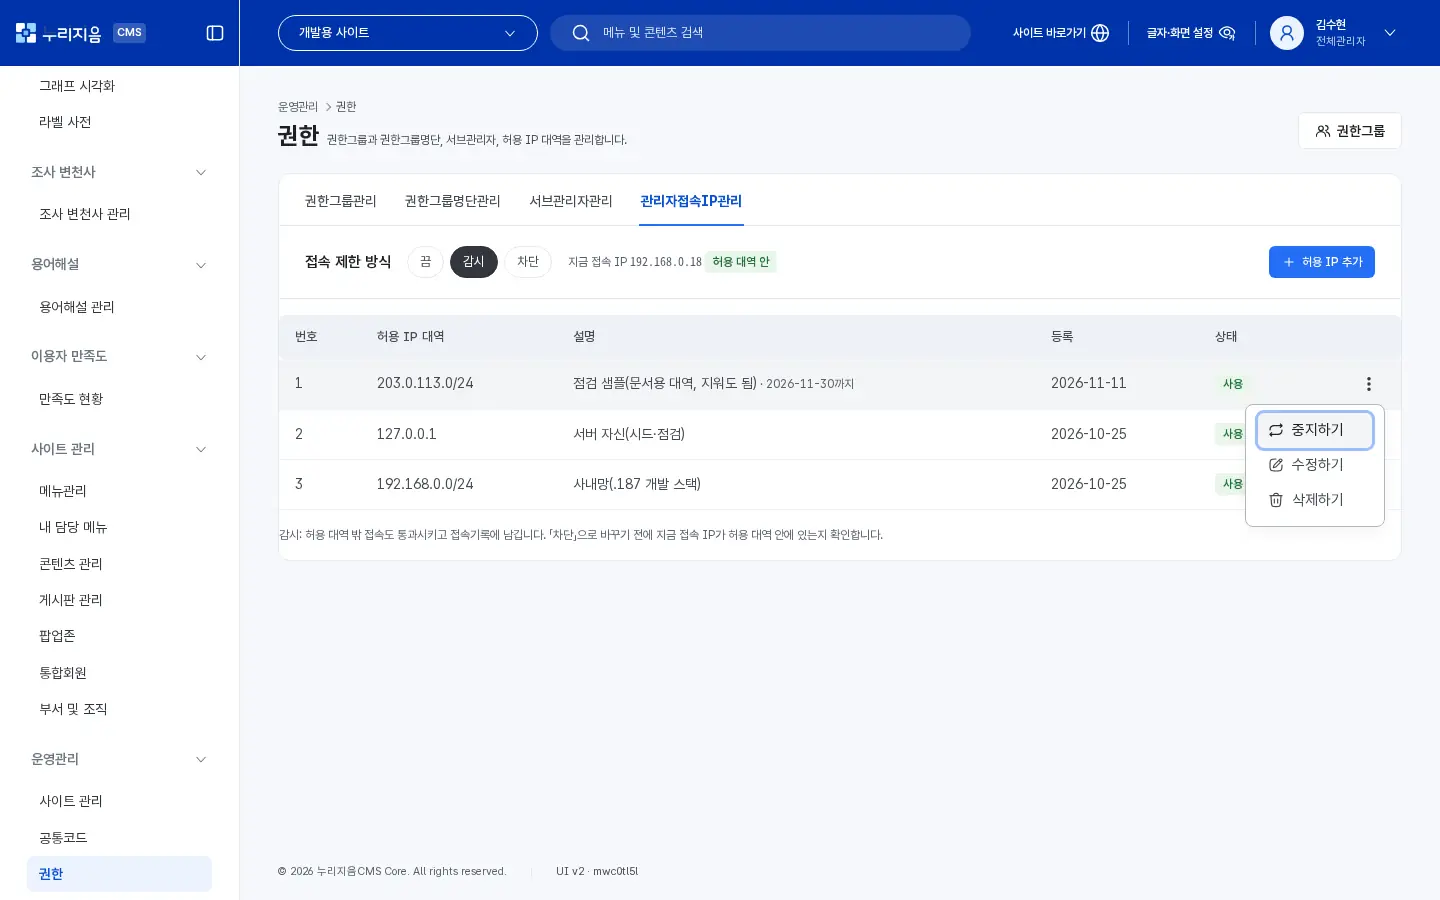 누리지음 CMS
개발용 사이트
메뉴 및 콘텐츠 검색
사이트 바로가기
글자·화면 설정
김수현
전체관리자
그래프 시각화
라벨 사전
조사 변천사
조사 변천사 관리
용어해설
용어해설 관리
이용자 만족도
만족도 현황
사이트 관리
메뉴관리
내 담당 메뉴
콘텐츠 관리
게시판 관리
팝업존
통합회원
부서 및 조직
운영관리
사이트 관리
공통코드
권한
운영관리 > 권한
권한 권한그룹과 권한그룹명단, 서브관리자, 허용 IP 대역을 관리합니다.
권한그룹
권한그룹관리 권한그룹명단관리 서브관리자관리 관리자접속IP관리
접속 제한 방식 끔 감시 차단 지금 접속 IP 192.168.0.18 허용 대역 안
+ 허용 IP 추가
번호 허용 IP 대역 설명 등록 상태
1 203.0.113.0/24 점검 샘플(문서용 대역, 지워도 됨) · 2026-11-30까지 2026-11-11 사용
2 127.0.0.1 서버 자신(시드·점검) 2026-10-25 사용
3 192.168.0.0/24 사내망(.187 개발 스택) 2026-10-25 사용
중지하기
수정하기
삭제하기
감시: 허용 대역 밖 접속도 통과시키고 접속기록에 남깁니다. 「차단」으로 바꾸기 전에 지금 접속 IP가 허용 대역 안에 있는지 확인합니다.
© 2026 누리지음CMS Core. All rights reserved.
UI v2 · mwc0tl5l